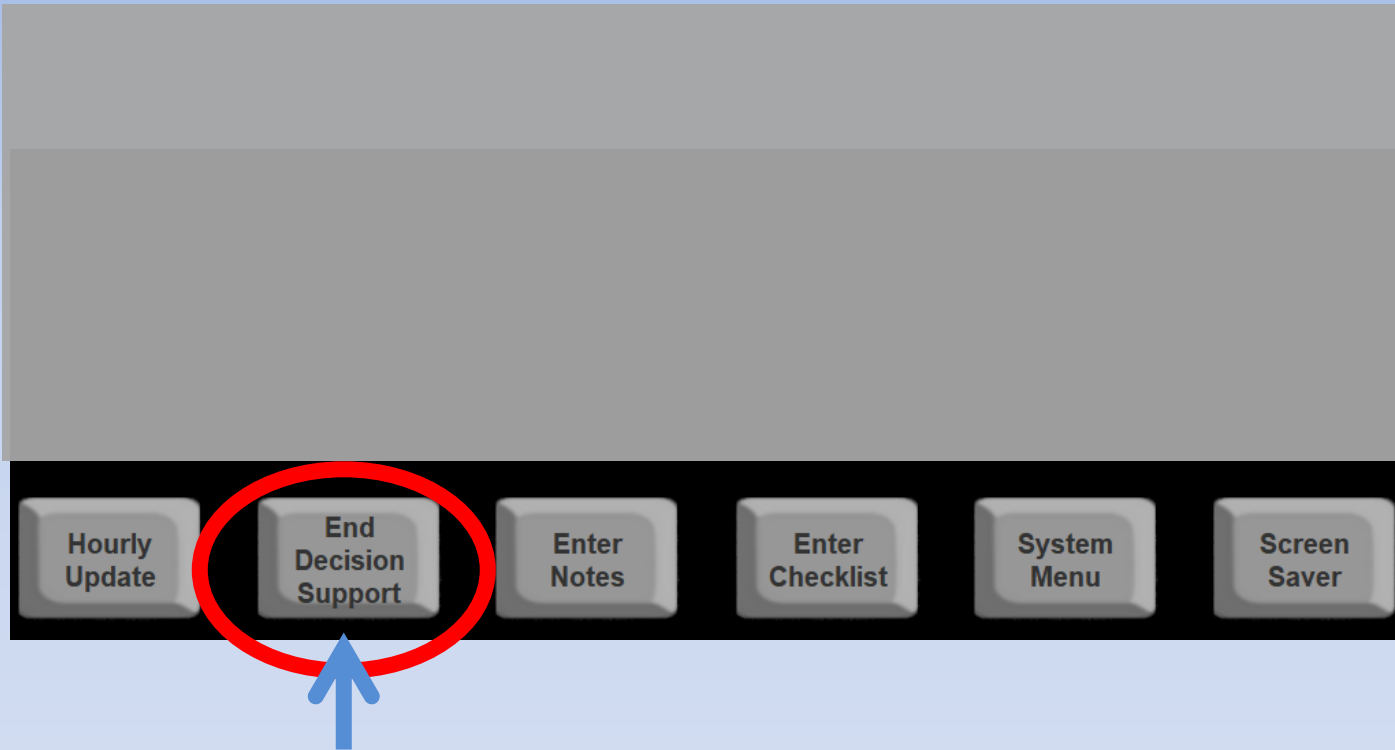 Hourly
Update
End
Decision
Support
Enter
Notes
Enter
Checklist
System
Menu
Screen
Saver